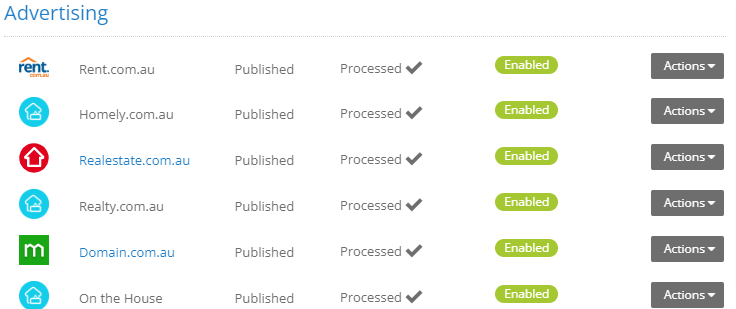 Advertising
rent. Rent.com.au Published Processed Enabled Actions
.com.au
Homely.com.au Published Processed Enabled Actions
Realestate.com.au Published Processed Enabled Actions
Realty.com.au Published Processed Enabled Actions
m Domain.com.au Published Processed Enabled Actions
On the House Published Processed Enabled Actions